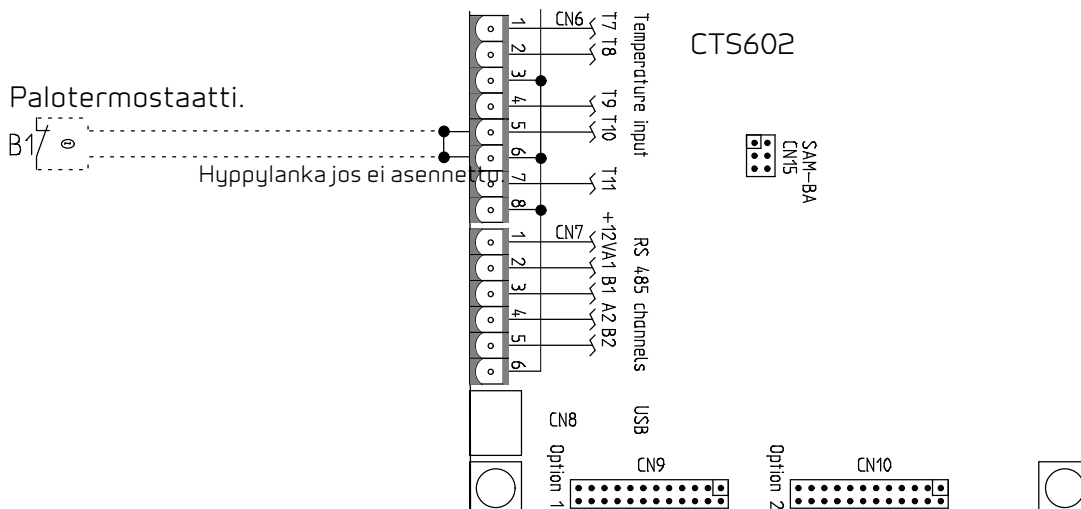 CTS602
Palotermostaatti.
B1
Hyppylanka jos ei asennettu.
1
2
3
4
5
6
7
8
CN6
T7
T8
T9
T10
T11
Temperature input
1
2
3
4
5
6
CN7
+12V
A1
B1
A2
B2
RS 485 channels
SAM-BA
CN15
CN8
USB
Option 1
CN9
Option 2
CN10